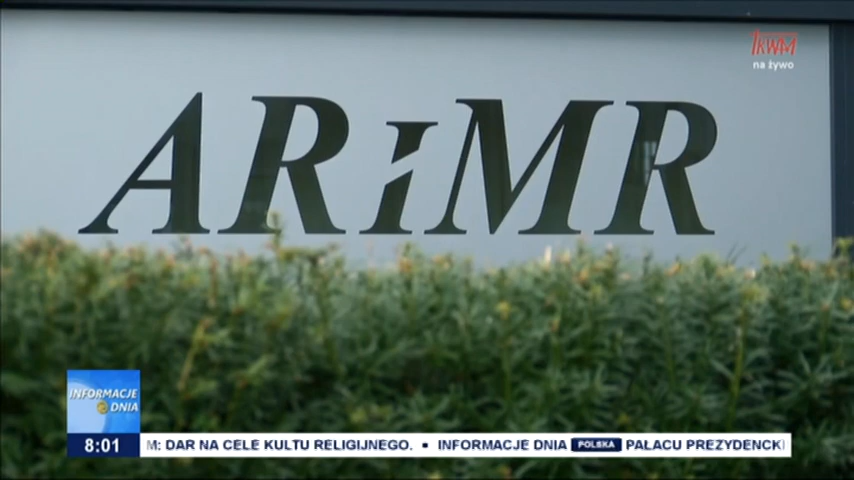 TRWAM
na żywo
ARiMR
INFORMACJE
DNIA
8:01
M: DAR NA CELE KULTU RELIGIJNEGO. ▪ INFORMACJE DNIA POLSKA PAŁACU PREZYDENCKI